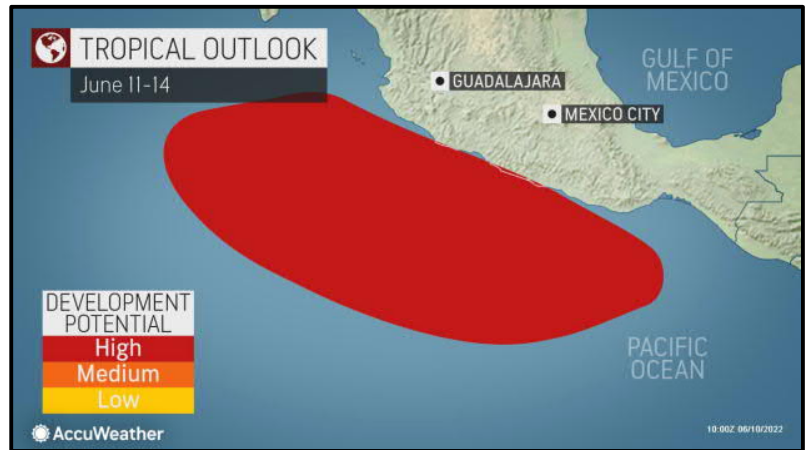 TROPICAL OUTLOOK
June 11-14
GULF OF
MEXICO
GUADALAJARA
MEXICO CITY
DEVELOPMENT
POTENTIAL
High
Medium
Low
PACIFIC
OCEAN
AccuWeather
10:00Z 06/10/2022